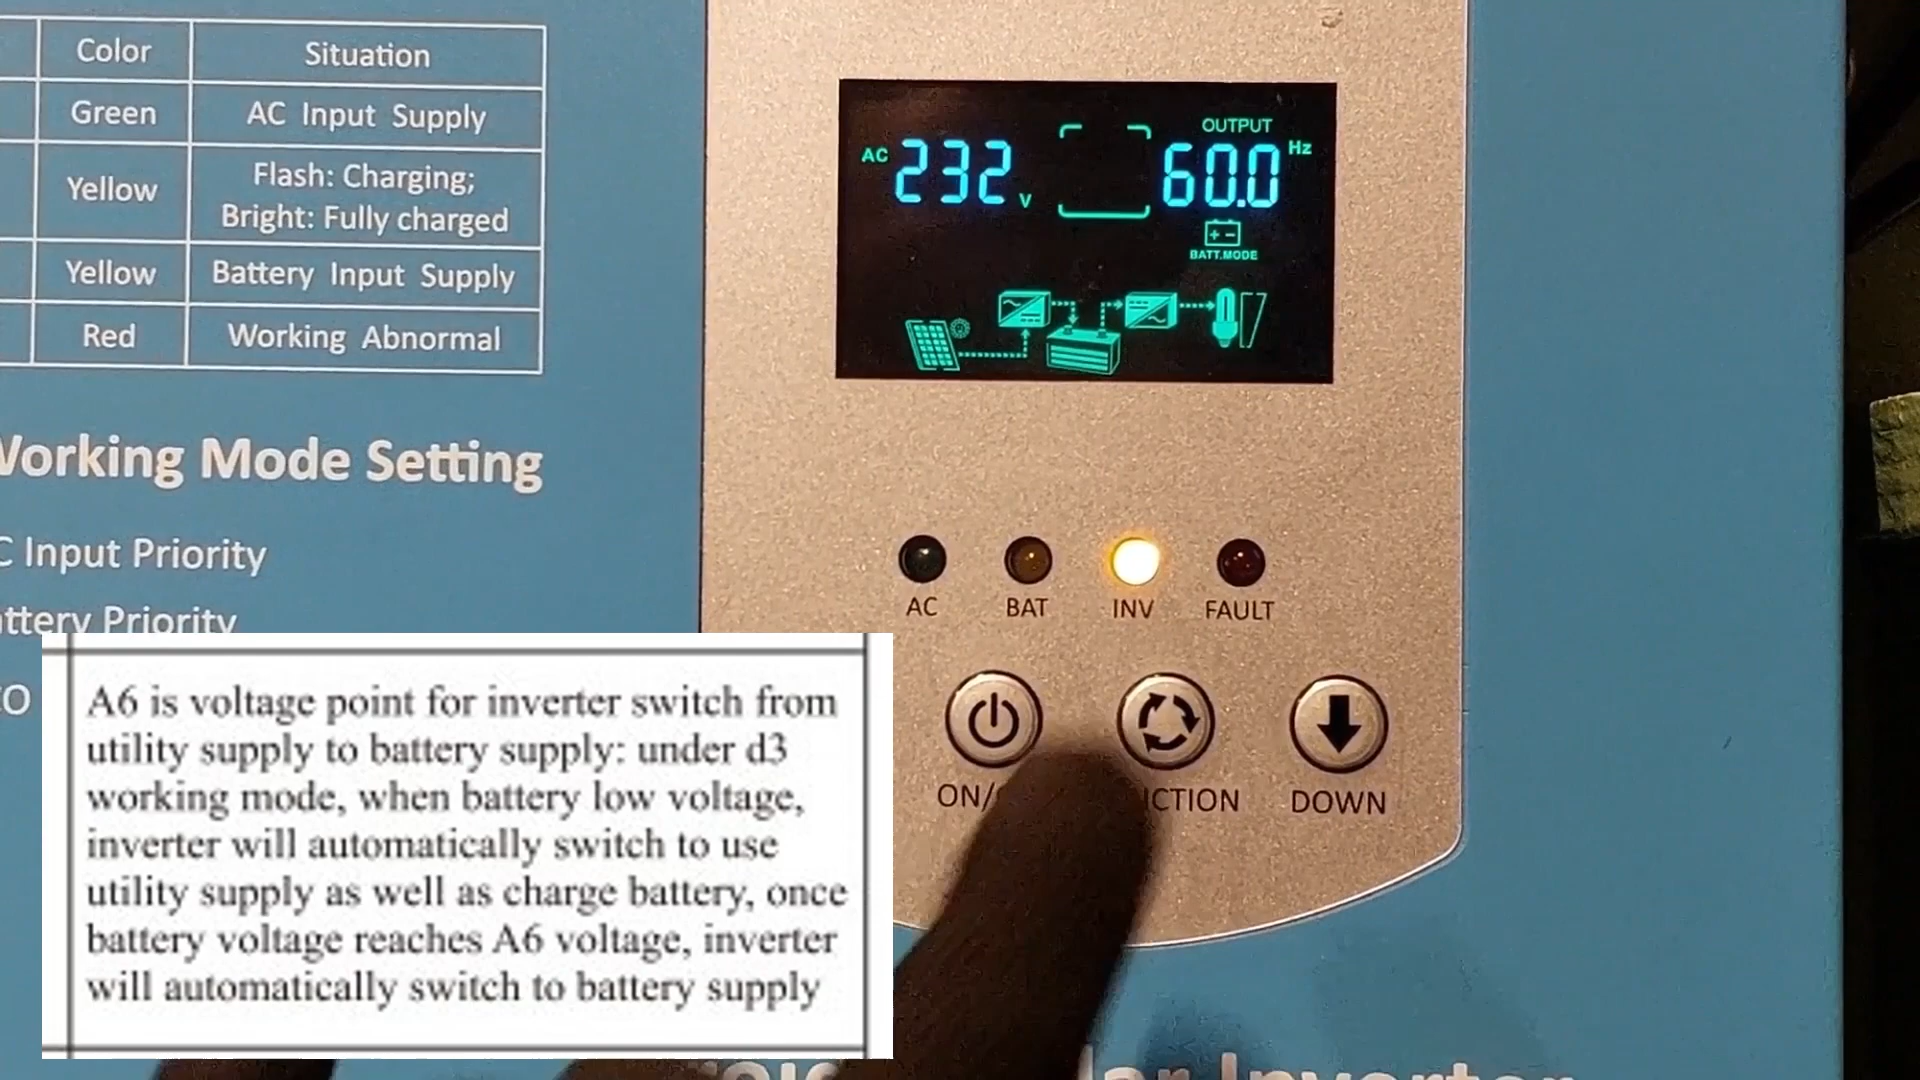 Color Situation
Green AC Input Supply
Yellow Flash: Charging;
Bright: Fully charged
Yellow Battery Input Supply
Red Working Abnormal
Working Mode Setting
Input Priority
Priority
OUTPUT
AC 232 V 60.0 Hz
BATT.MODE
AC BAT INV FAULT
ON/ DOWN
A6 is voltage point for inverter switch from
utility supply to battery supply: under d3
working mode, when battery low voltage,
inverter will automatically switch to use
utility supply as well as charge battery, once
battery voltage reaches A6 voltage, inverter
will automatically switch to battery supply
Inverter